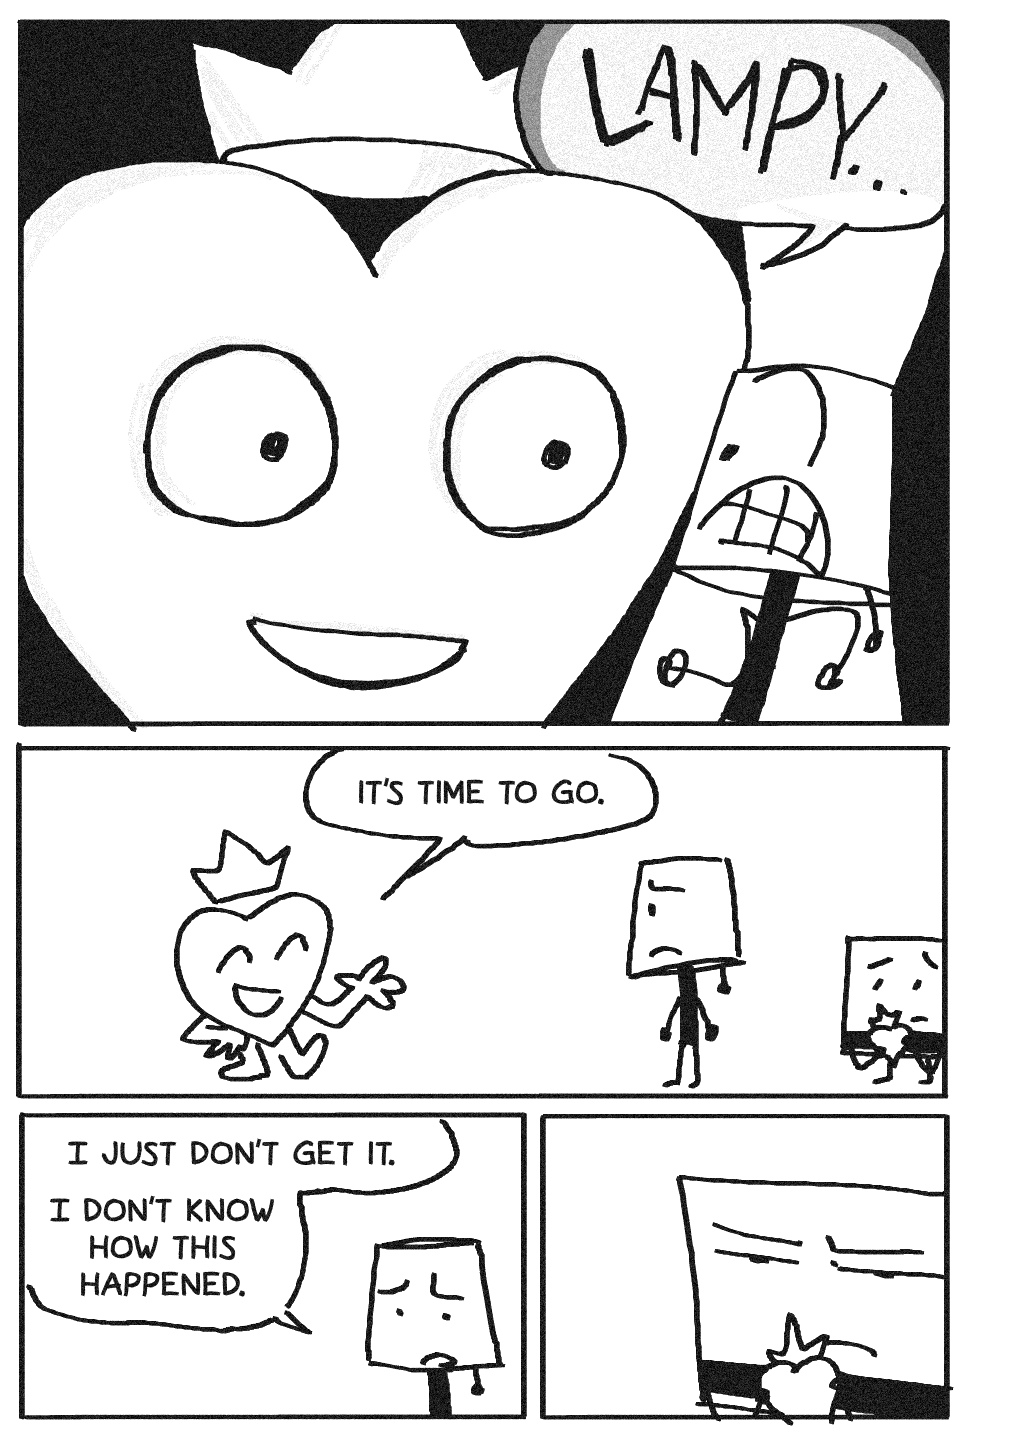 LAMPY...
IT'S TIME TO GO.
I JUST DON'T GET IT.
I DON'T KNOW
HOW THIS
HAPPENED.